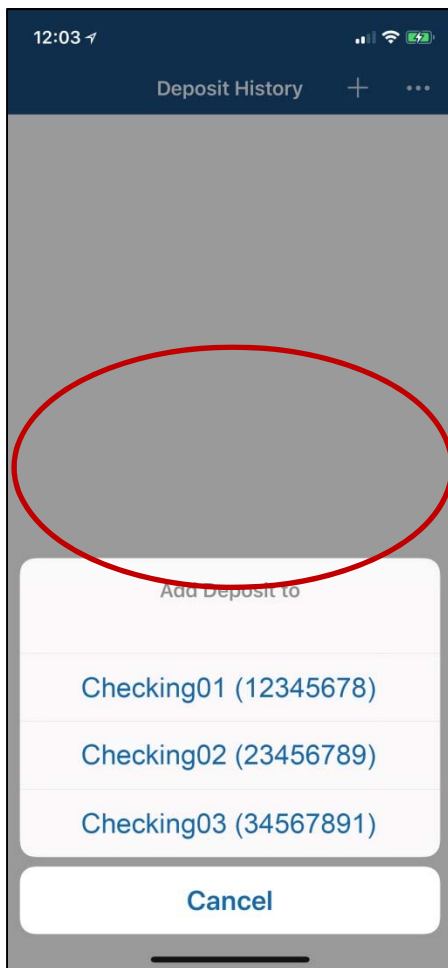 12:03
Deposit History
Add Deposit to
Checking01 (12345678)
Checking02 (23456789)
Checking03 (34567891)
Cancel